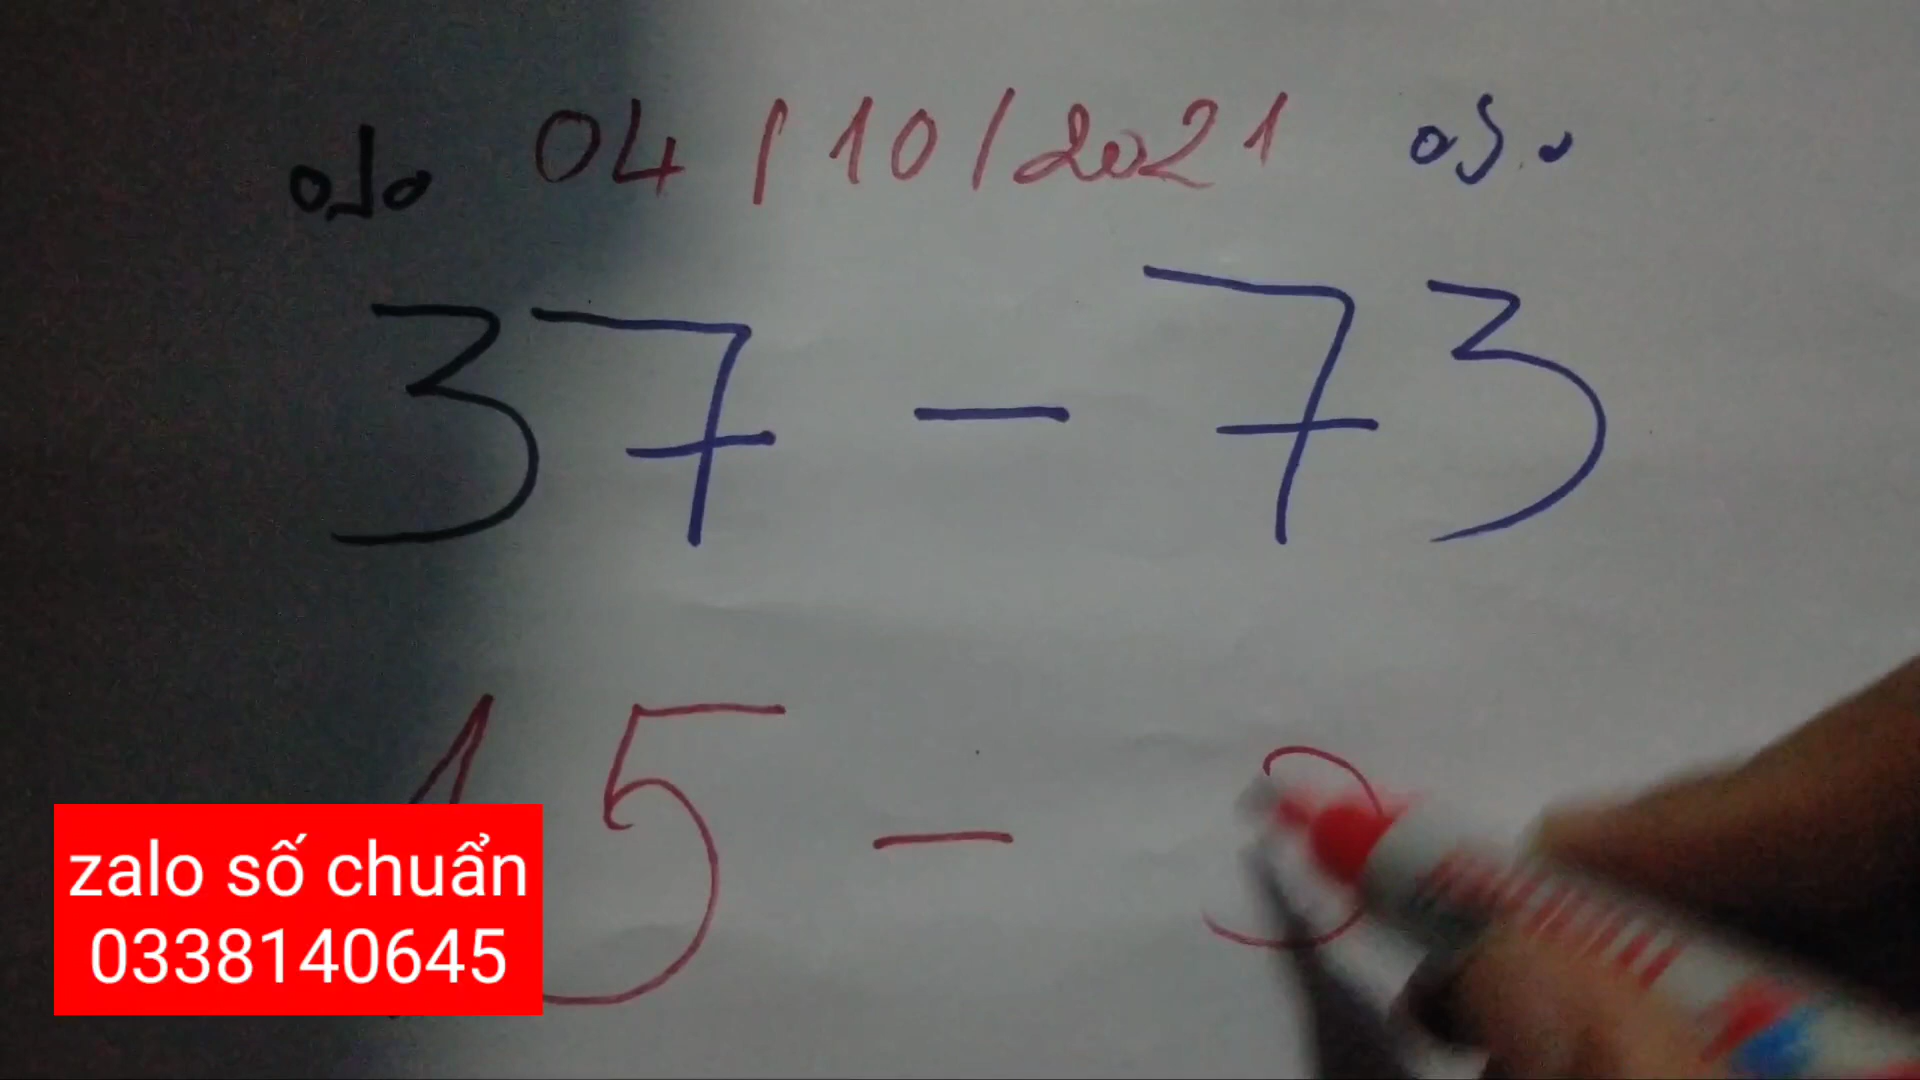 04/10/2021
37 - 73
15 -
zalo số chuẩn
0338140645